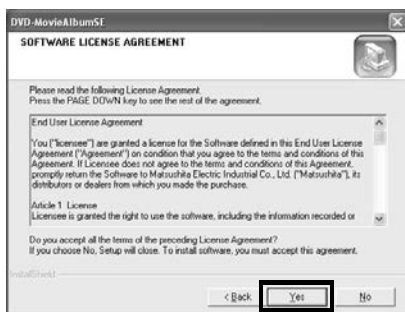 DVD-MovieAlbumSE
SOFTWARE LICENSE AGREEMENT
Please read the following License Agreement.
Press the PAGE DOWN key to see the rest of the agreement.
End User License Agreement
You ("licensee") are granted a license for the Software defined in this End User License
Agreement ("Agreement") on condition that you agree to the terms and conditions of this
Agreement. If Licensee does not agree to the terms and conditions of this Agreement,
promptly return the Software to Matsushita Electric Industrial Co., Ltd. ("Matsushita"), its
distributors or dealers from which you made the purchase.
Article 1 License
Licensee is granted the right to use the software, including the information recorded or
Do you accept all the terms of the preceding License Agreement?
If you choose No, Setup will close. To install software, you must accept this agreement.
InstallShield
< Back Yes No